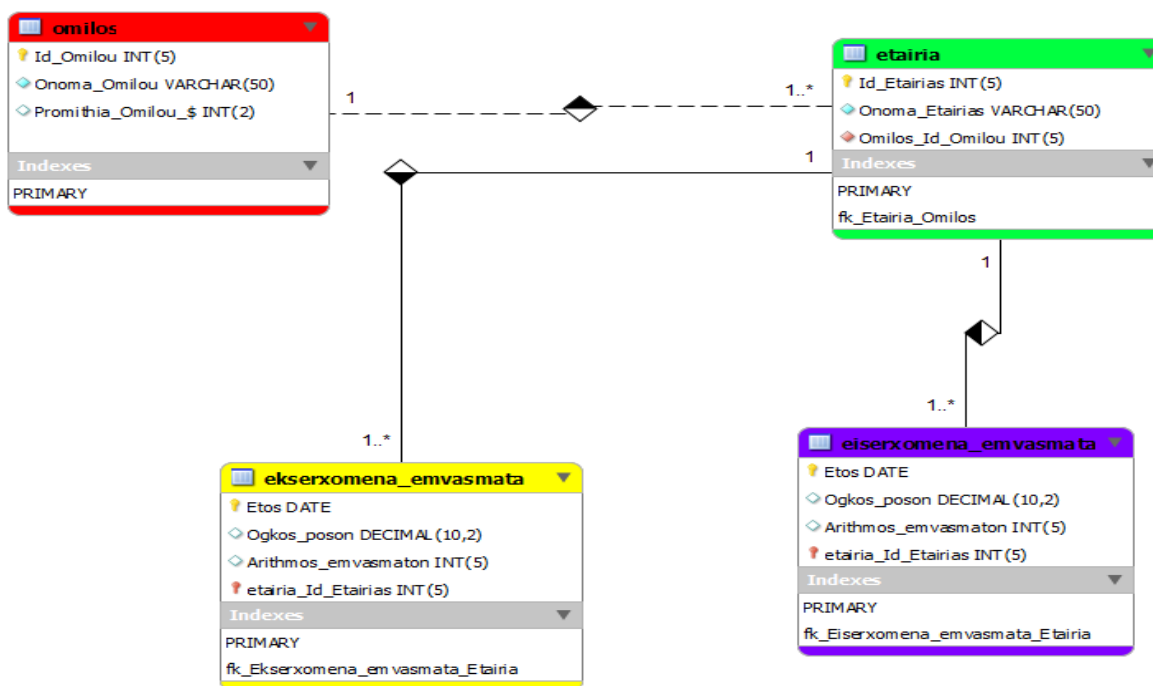 omilos
Id_Omilou INT(5)
Onoma_Omilou VARCHAR(50)
Promithia_Omilou_$ INT(2)
Indexes
PRIMARY
1
1..*
etairia
Id_Etairias INT(5)
Onoma_Etairias VARCHAR(50)
Omilos_Id_Omilou INT(5)
Indexes
PRIMARY
fk_Etairia_Omilos
1
1
1..*
1..*
ekserxomena_emvasmata
Etos DATE
Ogkos_poson DECIMAL(10,2)
Arithmos_emvasmaton INT(5)
etairia_Id_Etairias INT(5)
Indexes
PRIMARY
fk_Ekserxomena_emvasmata_Etairia
eiserxomena_emvasmata
Etos DATE
Ogkos_poson DECIMAL(10,2)
Arithmos_emvasmaton INT(5)
etairia_Id_Etairias INT(5)
Indexes
PRIMARY
fk_Eiserxomena_emvasmata_Etairia